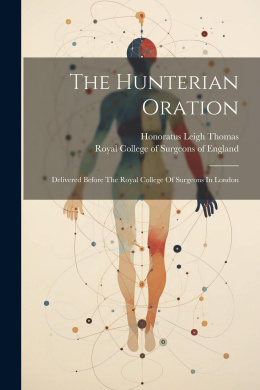 The Hunterian
Oration
Honoratus Leigh Thomas
Royal College of Surgeons of England
Delivered Before The Royal College Of Surgeons In London